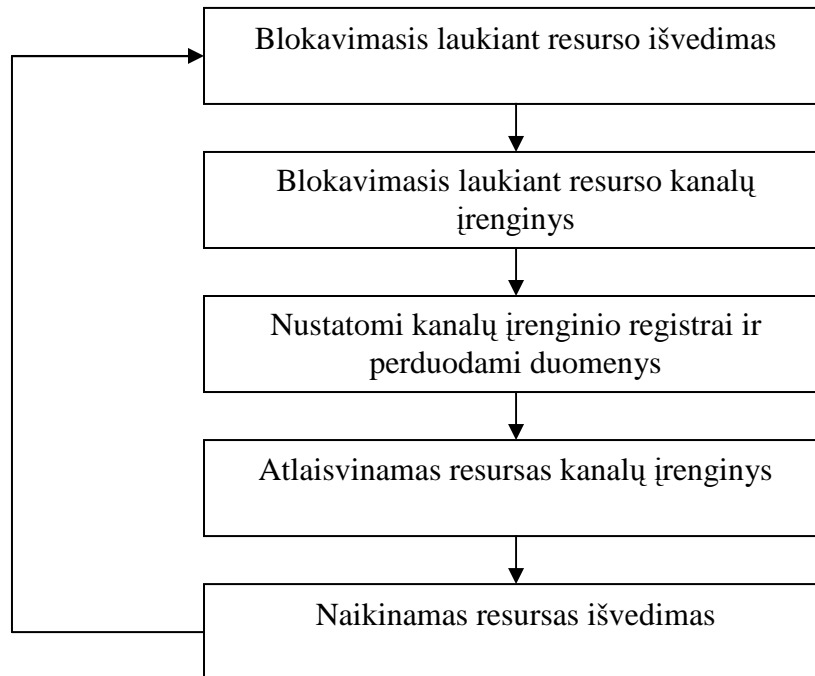 Blokavimasis laukiant resurso išvedimas
Blokavimasis laukiant resurso kanalų
įrenginys
Nustatomi kanalų įrenginio registrai ir
perduodami duomenys
Atlaisvinamas resursas kanalų įrenginys
Naikinamas resursas išvedimas